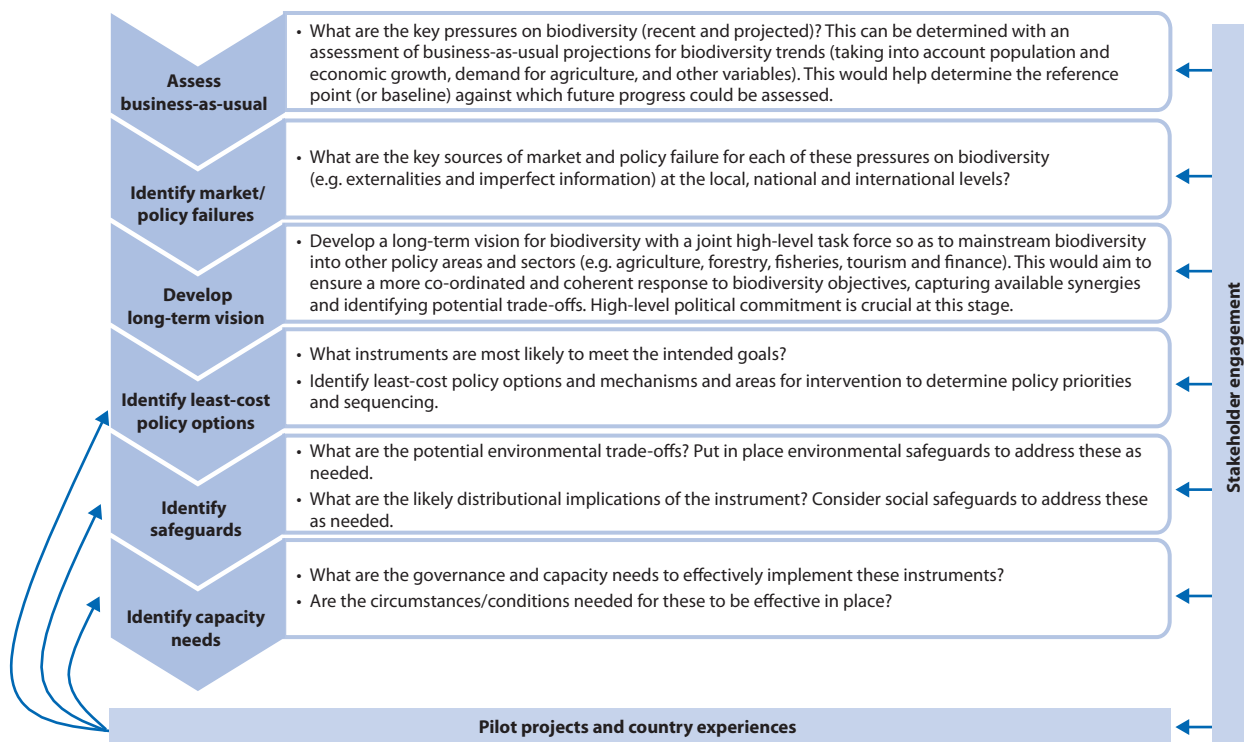 Assess
business-as-usual
• What are the key pressures on biodiversity (recent and projected)? This can be determined with an
assessment of business-as-usual projections for biodiversity trends (taking into account population and
economic growth, demand for agriculture, and other variables). This would help determine the reference
point (or baseline) against which future progress could be assessed.
Identify market/
policy failures
• What are the key sources of market and policy failure for each of these pressures on biodiversity
(e.g. externalities and imperfect information) at the local, national and international levels?
Develop
long-term vision
• Develop a long-term vision for biodiversity with a joint high-level task force so as to mainstream biodiversity
into other policy areas and sectors (e.g. agriculture, forestry, fisheries, tourism and finance). This would aim to
ensure a more co-ordinated and coherent response to biodiversity objectives, capturing available synergies
and identifying potential trade-offs. High-level political commitment is crucial at this stage.
Identify least-cost
policy options
• What instruments are most likely to meet the intended goals?
• Identify least-cost policy options and mechanisms and areas for intervention to determine policy priorities
and sequencing.
Identify
safeguards
• What are the potential environmental trade-offs? Put in place environmental safeguards to address these as
needed.
• What are the likely distributional implications of the instrument? Consider social safeguards to address these
as needed.
Identify capacity
needs
• What are the governance and capacity needs to effectively implement these instruments?
• Are the circumstances/conditions needed for these to be effective in place?
Stakeholder engagement
Pilot projects and country experiences